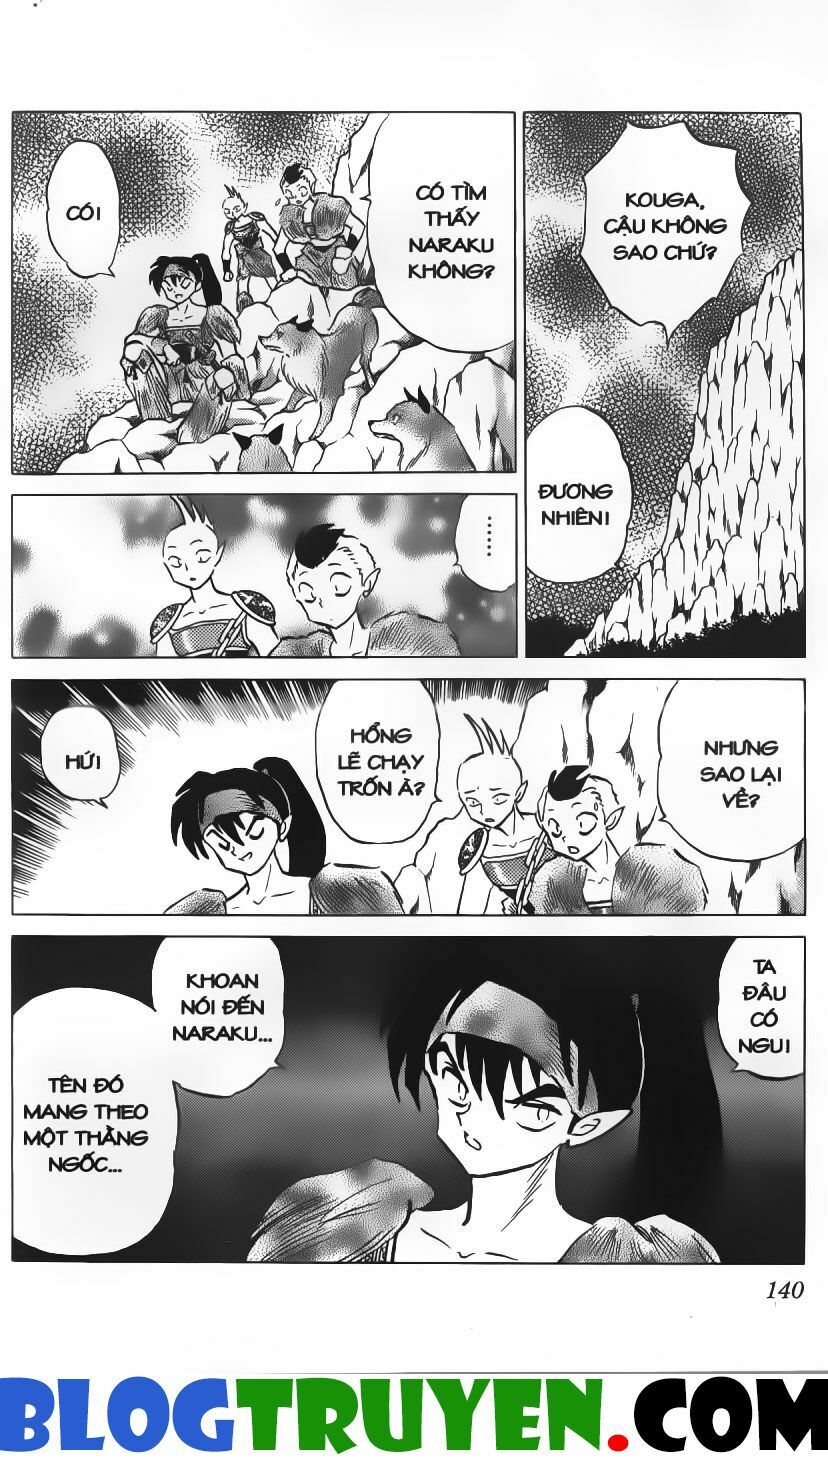 KOUGA,
CẬU KHÔNG
SAO CHỨ?
ĐƯƠNG
NHIÊN!
CÓ TÌM
THẤY
NARAKU
KHÔNG?
CÓ!
......
NHƯNG
SAO LẠI
VỀ?
HỔNG
LẼ CHẠY
TRỐN À?
HỨ!
TA
ĐÂU
CÓ
NGU!
KHOAN
NÓI ĐẾN
NARAKU...
TÊN ĐÓ
MANG THEO
MỘT THẰNG
NGỐC...
140
BLOGTRUYEN.COM